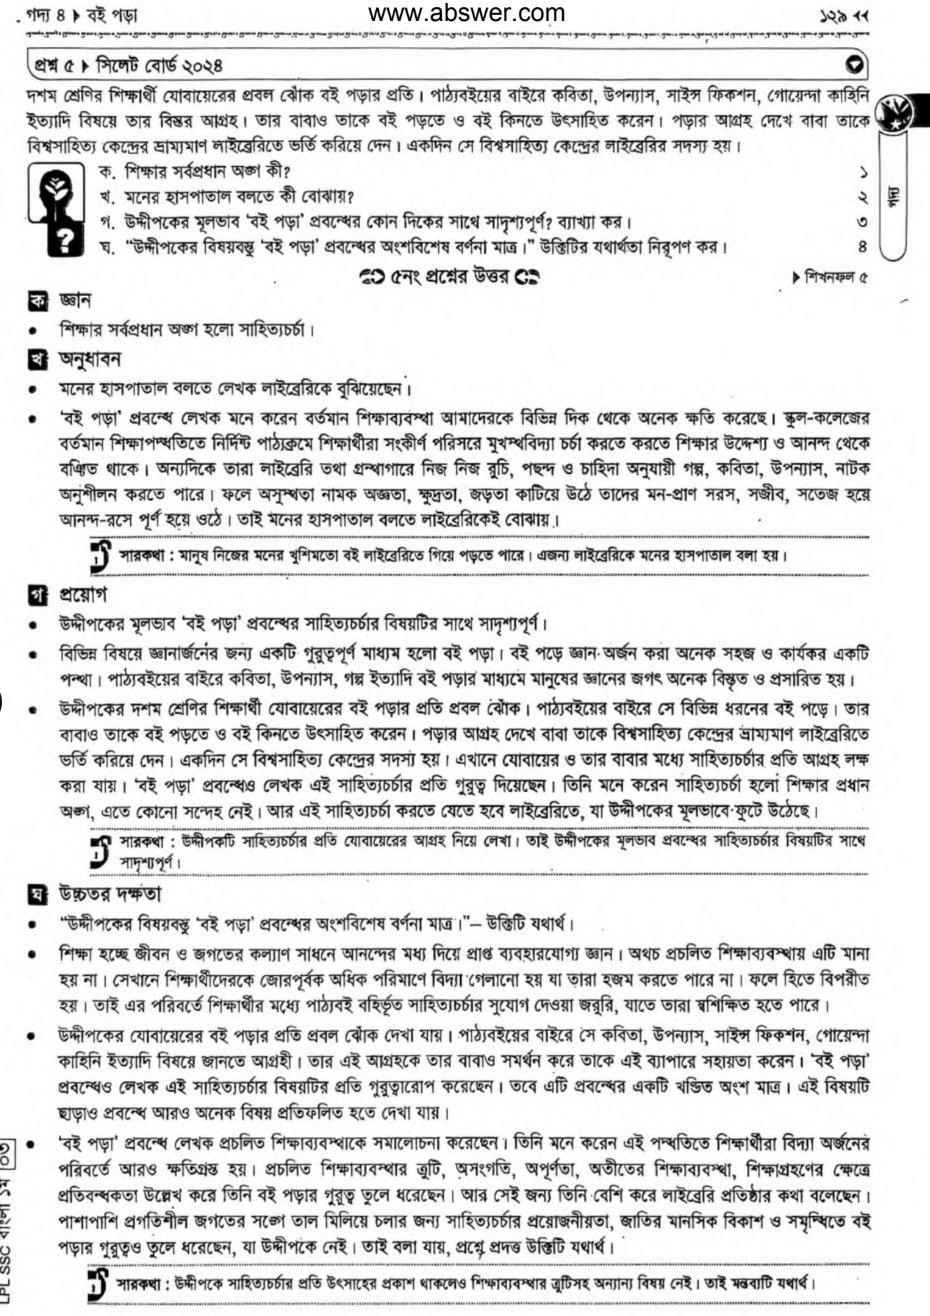 গদ্য ৪ ▶ বই পড়া
www.abswer.com
১২৯ ◀◀
প্রশ্ন ৫ ▶ সিলেট বোর্ড ২০২৪
দশম শ্রেণির শিক্ষার্থী যোবায়েরের প্রবল ঝোঁক বই পড়ার প্রতি। পাঠ্যবইয়ের বাইরে কবিতা, উপন্যাস, সাইন্স ফিকশন, গোয়েন্দা কাহিনি
ইত্যাদি বিষয়ে তার বিস্তর আগ্রহ। তার বাবাও তাকে বই পড়তে ও বই কিনতে উৎসাহিত করেন। পড়ার আগ্রহ দেখে বাবা তাকে
বিশ্বসাহিত্য কেন্দ্রের ভ্রাম্যমাণ লাইব্রেরিতে ভর্তি করিয়ে দেন। একদিন সে বিশ্বসাহিত্য কেন্দ্রের লাইব্রেরির সদস্য হয়।
ক. শিক্ষার সর্বপ্রধান অঙ্গ কী? ১
খ. মনের হাসপাতাল বলতে কী বোঝায়? ২
গ. উদ্দীপকের মূলভাব ‘বই পড়া’ প্রবন্ধের কোন দিকের সাথে সাদৃশ্যপূর্ণ? ব্যাখ্যা কর। ৩
ঘ. “উদ্দীপকের বিষয়বস্তু ‘বই পড়া’ প্রবন্ধের অংশবিশেষ বর্ণনা মাত্র।” উক্তিটির যথার্থতা নিরূপণ কর। ৪
গদ্য
৫নং প্রশ্নের উত্তর
▶ শিখনফল ৫
ক জ্ঞান
• শিক্ষার সর্বপ্রধান অঙ্গ হলো সাহিত্যচর্চা।
খ অনুধাবন
• মনের হাসপাতাল বলতে লেখক লাইব্রেরিকে বুঝিয়েছেন।
• ‘বই পড়া’ প্রবন্ধে লেখক মনে করেন বর্তমান শিক্ষাব্যবস্থা আমাদেরকে বিভিন্ন দিক থেকে অনেক ক্ষতি করেছে। স্কুল-কলেজের
বর্তমান শিক্ষাপদ্ধতিতে নির্দিষ্ট পাঠ্যক্রমে শিক্ষার্থীরা সংকীর্ণ পরিসরে মুখস্থবিদ্যা চর্চা করতে করতে শিক্ষার উদ্দেশ্য ও আনন্দ থেকে
বঞ্চিত থাকে। অন্যদিকে তারা লাইব্রেরি তথা গ্রন্থাগারে নিজ নিজ রুচি, পছন্দ ও চাহিদা অনুযায়ী গল্প, কবিতা, উপন্যাস, নাটক
অনুশীলন করতে পারে। ফলে অসুস্থতা নামক অজ্ঞতা, ক্ষুদ্রতা, জড়তা কাটিয়ে উঠে তাদের মন-প্রাণ সরস, সজীব, সতেজ হয়ে
আনন্দ-রসে পূর্ণ হয়ে ওঠে। তাই মনের হাসপাতাল বলতে লাইব্রেরিকেই বোঝায়।
সারকথা : মানুষ নিজের মনের খুশিমতো বই লাইব্রেরিতে গিয়ে পড়তে পারে। এজন্য লাইব্রেরিকে মনের হাসপাতাল বলা হয়।
গ প্রয়োগ
• উদ্দীপকের মূলভাব ‘বই পড়া’ প্রবন্ধের সাহিত্যচর্চার বিষয়টির সাথে সাদৃশ্যপূর্ণ।
• বিভিন্ন বিষয়ে জ্ঞানার্জনের জন্য একটি গুরুত্বপূর্ণ মাধ্যম হলো বই পড়া। বই পড়ে জ্ঞান অর্জন করা অনেক সহজ ও কার্যকর একটি
পন্থা। পাঠ্যবইয়ের বাইরে কবিতা, উপন্যাস, গল্প ইত্যাদি বই পড়ার মাধ্যমে মানুষের জ্ঞানের জগৎ অনেক বিস্তৃত ও প্রসারিত হয়।
• উদ্দীপকের দশম শ্রেণির শিক্ষার্থী যোবায়েরের বই পড়ার প্রতি প্রবল ঝোঁক। পাঠ্যবইয়ের বাইরে সে বিভিন্ন ধরনের বই পড়ে। তার
বাবাও তাকে বই পড়তে ও বই কিনতে উৎসাহিত করেন। পড়ার আগ্রহ দেখে বাবা তাকে বিশ্বসাহিত্য কেন্দ্রের ভ্রাম্যমাণ লাইব্রেরিতে
ভর্তি করিয়ে দেন। একদিন সে বিশ্বসাহিত্য কেন্দ্রের সদস্য হয়। এখানে যোবায়ের ও তার বাবার মধ্যে সাহিত্যচর্চার প্রতি আগ্রহ লক্ষ
করা যায়। ‘বই পড়া’ প্রবন্ধেও লেখক এই সাহিত্যচর্চার প্রতি গুরুত্ব দিয়েছেন। তিনি মনে করেন সাহিত্যচর্চা হলো শিক্ষার প্রধান
অঙ্গ, এতে কোনো সন্দেহ নেই। আর এই সাহিত্যচর্চা করতে যেতে হবে লাইব্রেরিতে, যা উদ্দীপকের মূলভাবে ফুটে উঠেছে।
সারকথা : উদ্দীপকটি সাহিত্যচর্চার প্রতি যোবায়েরের আগ্রহ নিয়ে লেখা। তাই উদ্দীপকের মূলভাব প্রবন্ধের সাহিত্যচর্চার বিষয়টির সাথে
সাদৃশ্যপূর্ণ।
ঘ উচ্চতর দক্ষতা
• “উদ্দীপকের বিষয়বস্তু ‘বই পড়া’ প্রবন্ধের অংশবিশেষ বর্ণনা মাত্র।”– উক্তিটি যথার্থ।
• শিক্ষা হচ্ছে জীবন ও জগতের কল্যাণ সাধনে আনন্দের মধ্য দিয়ে প্রাপ্ত ব্যবহারযোগ্য জ্ঞান। অথচ প্রচলিত শিক্ষাব্যবস্থায় এটি মানা
হয় না। সেখানে শিক্ষার্থীদেরকে জোরপূর্বক অধিক পরিমাণে বিদ্যা গেলানো হয় যা তারা হজম করতে পারে না। ফলে হিতে বিপরীত
হয়। তাই এর পরিবর্তে শিক্ষার্থীর মধ্যে পাঠ্যবই বহির্ভূত সাহিত্যচর্চার সুযোগ দেওয়া জরুরি, যাতে তারা স্বশিক্ষিত হতে পারে।
• উদ্দীপকের যোবায়েরের বই পড়ার প্রতি প্রবল ঝোঁক দেখা যায়। পাঠ্যবইয়ের বাইরে সে কবিতা, উপন্যাস, সাইন্স ফিকশন, গোয়েন্দা
কাহিনি ইত্যাদি বিষয়ে জানতে আগ্রহী। তার এই আগ্রহকে তার বাবাও সমর্থন করে তাকে এই ব্যাপারে সহায়তা করেন। ‘বই পড়া’
প্রবন্ধেও লেখক এই সাহিত্যচর্চার বিষয়টির প্রতি গুরুত্বারোপ করেছেন। তবে এটি প্রবন্ধের একটি খণ্ডিত অংশ মাত্র। এই বিষয়টি
ছাড়াও প্রবন্ধে আরও অনেক বিষয় প্রতিফলিত হতে দেখা যায়।
• ‘বই পড়া’ প্রবন্ধে লেখক প্রচলিত শিক্ষাব্যবস্থাকে সমালোচনা করেছেন। তিনি মনে করেন এই পদ্ধতিতে শিক্ষার্থীরা বিদ্যা অর্জনের
পরিবর্তে আরও ক্ষতিগ্রস্ত হয়। প্রচলিত শিক্ষাব্যবস্থার ত্রুটি, অসংগতি, অপূর্ণতা, অতীতের শিক্ষাব্যবস্থা, শিক্ষাগ্রহণের ক্ষেত্রে
প্রতিবন্ধকতা উল্লেখ করে তিনি বই পড়ার গুরুত্ব তুলে ধরেছেন। আর সেই জন্য তিনি বেশি করে লাইব্রেরি প্রতিষ্ঠার কথা বলেছেন।
পাশাপাশি প্রগতিশীল জগতের সঙ্গে তাল মিলিয়ে চলার জন্য সাহিত্যচর্চার প্রয়োজনীয়তা, জাতির মানসিক বিকাশ ও সমৃদ্ধিতে বই
পড়ার গুরুত্বও তুলে ধরেছেন, যা উদ্দীপকে নেই। তাই বলা যায়, প্রশ্নে প্রদত্ত উক্তিটি যথার্থ।
সারকথা : উদ্দীপকে সাহিত্যচর্চার প্রতি উৎসাহের প্রকাশ থাকলেও শিক্ষাব্যবস্থার ত্রুটিসহ অন্যান্য বিষয় নেই। তাই মন্তব্যটি যথার্থ।
LPL SSC বাংলা ১ম ০৩